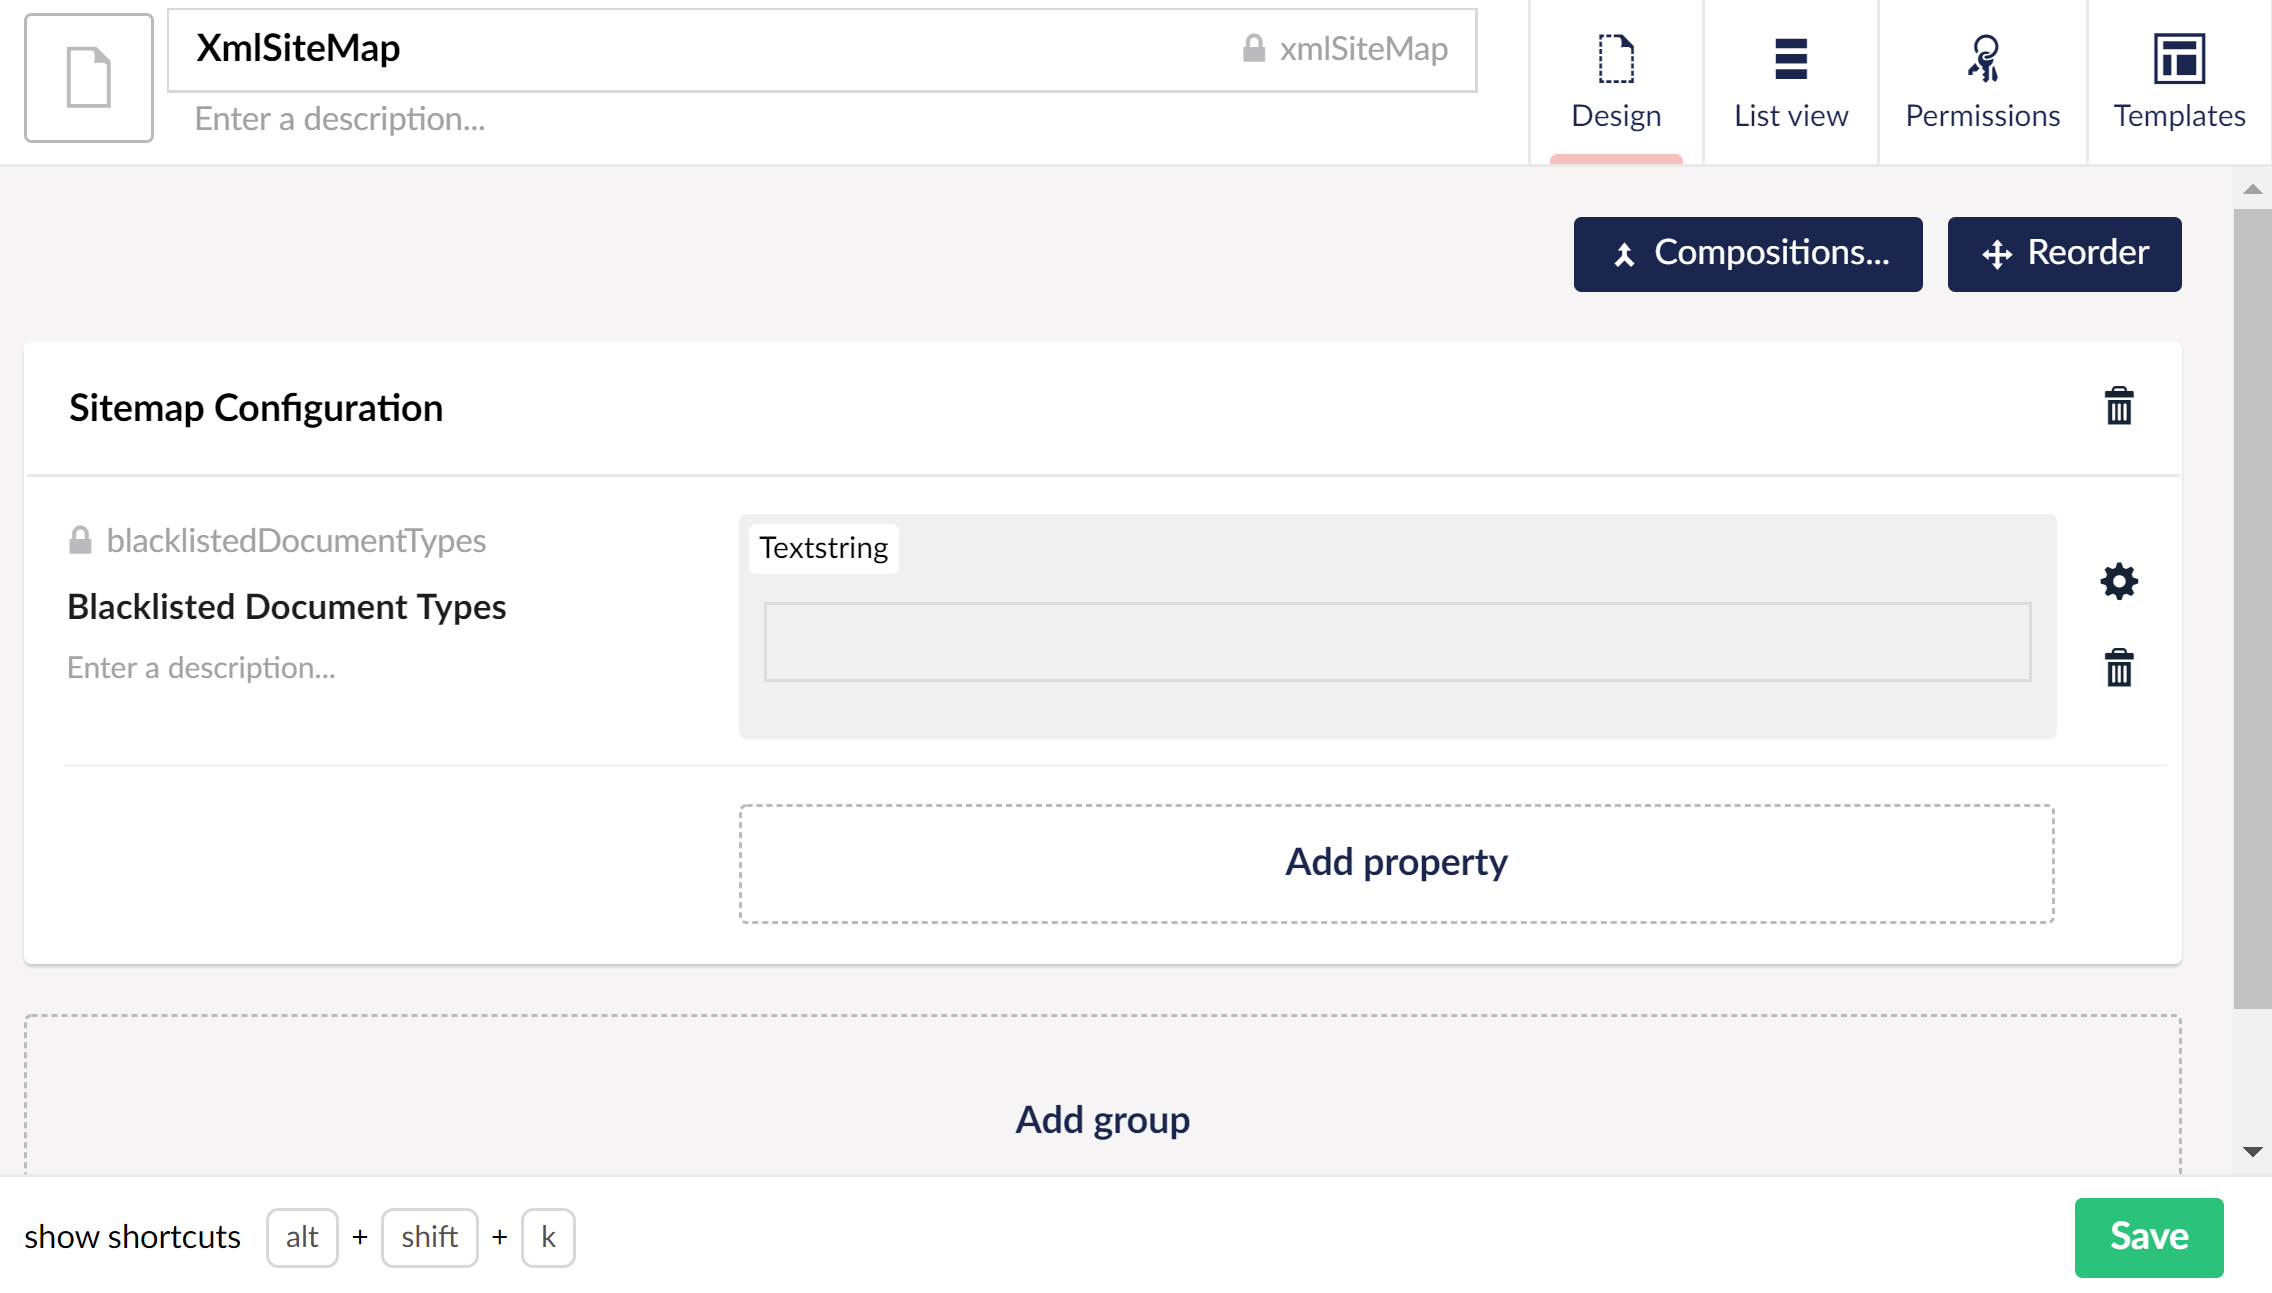 XmlSiteMap
xmlSiteMap
Enter a description...
Design
List view
Permissions
Templates
Compositions...
Reorder
Sitemap Configuration
blacklistedDocumentTypes
Blacklisted Document Types
Enter a description...
Textstring
Add property
Add group
show shortcuts alt + shift + k
Save